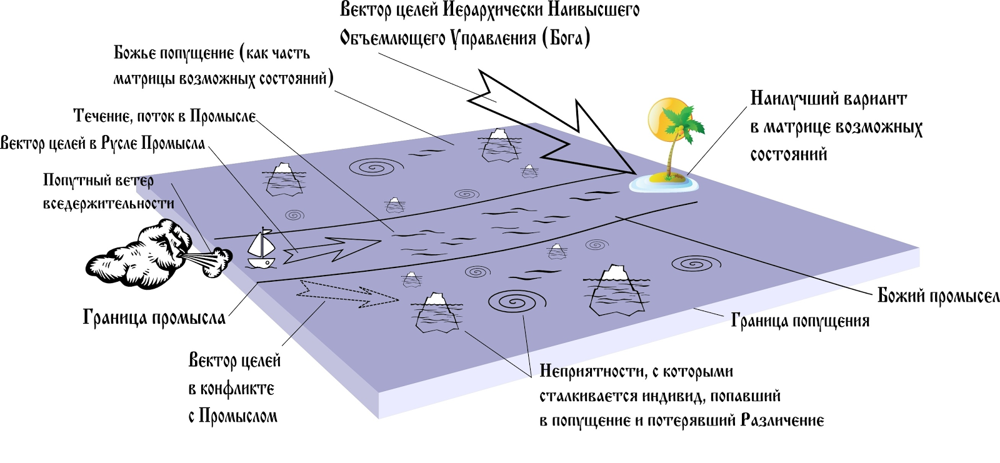 Вектор целей Иерархически Наивысшего
Объемлющего Управления (Бога)
Божье попущение (как часть
матрицы возможных состояний)
Течение, поток в Промысле
Вектор целей в Русле Промысла
Попутный ветер
вседержительности
Наилучший вариант
в матрице возможных
состояний
Божий промысел
Граница попущения
Граница промысла
Вектор целей
в конфликте
с Промыслом
Неприятности, с которыми
сталкивается индивид, попавший
в попущение и потерявший Различение